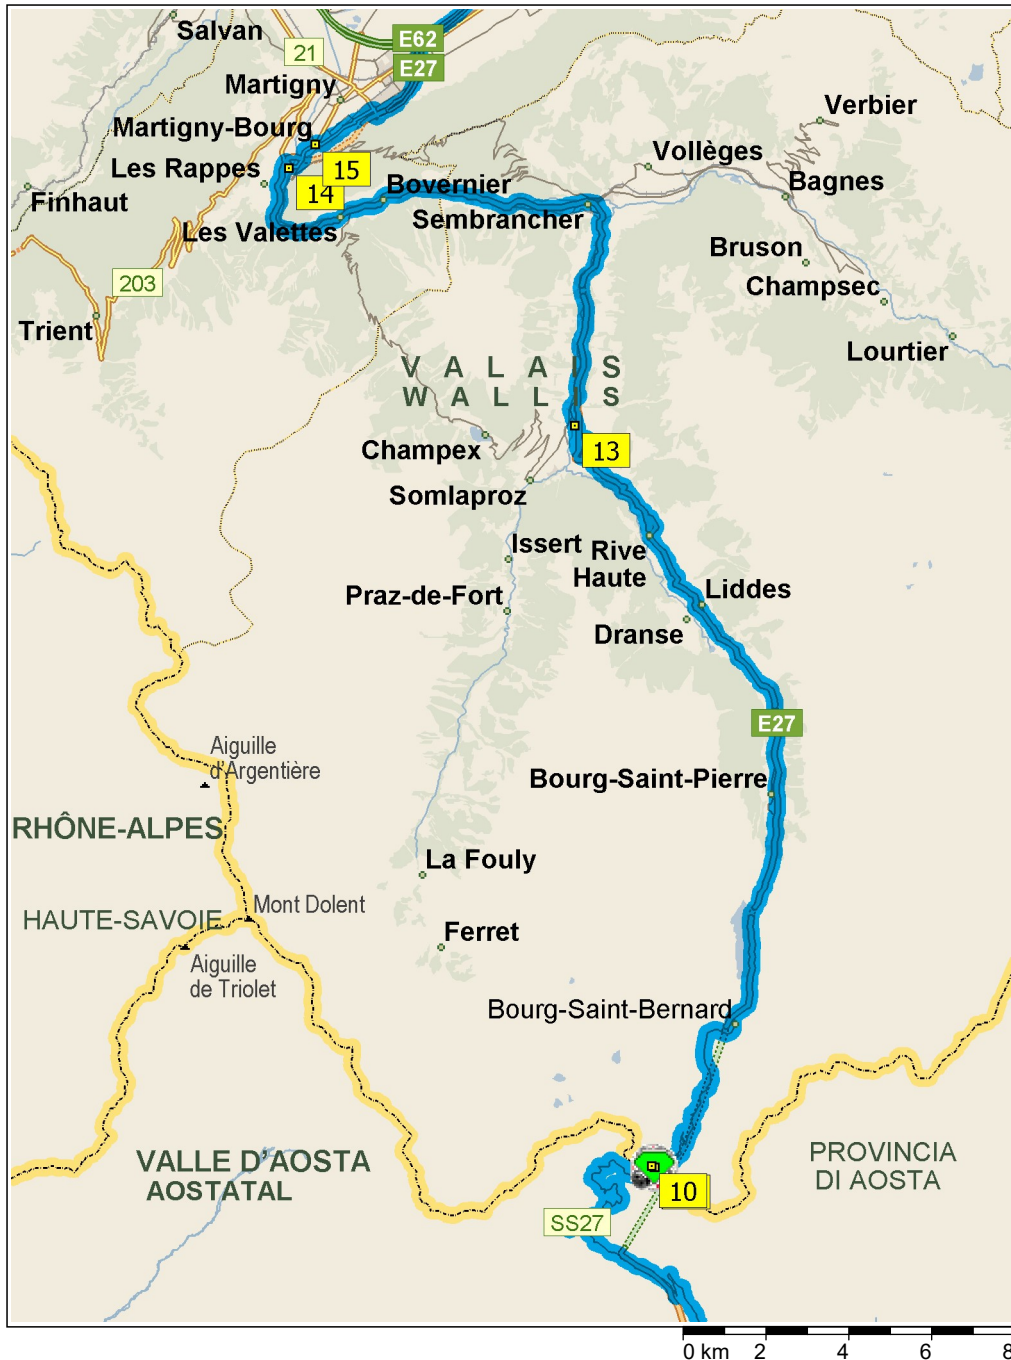 Salvan
E62
21
E27
Martigny
Verbier
Martigny-Bourg
Vollèges
Les Rappes
15
Bagnes
14
Bovernier
Finhaut
Sembrancher
Les Valettes
Bruson
203
Champsec
Trient
Lourtier
VALAIS
WALLIS
Champex
13
Somlaproz
Issert
Rive
Haute
Praz-de-Fort
Liddes
Dranse
E27
Aiguille
d'Argentière
Bourg-Saint-Pierre
RHÔNE-ALPES
La Fouly
Mont Dolent
HAUTE-SAVOIE
Ferret
Aiguille
de Triolet
Bourg-Saint-Bernard
VALLE D'AOSTA
AOSTATAL
PROVINCIA
DI AOSTA
10
SS27
0 km 2 4 6 8